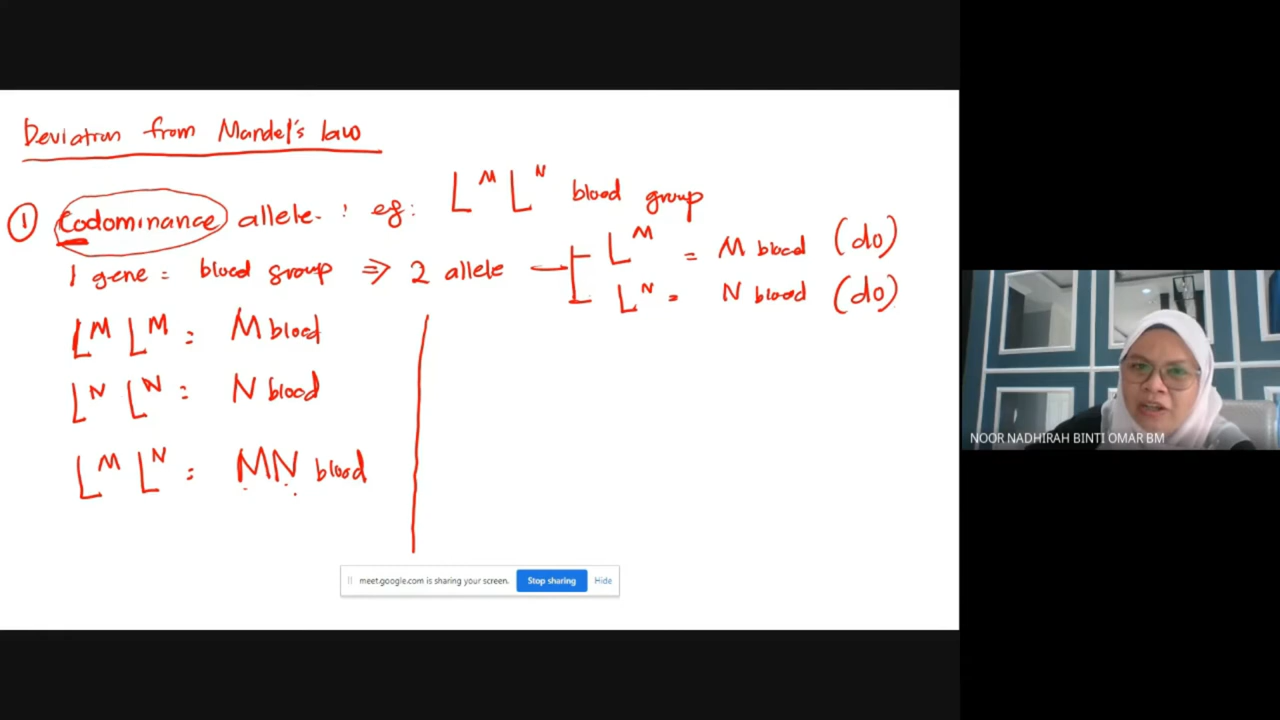 Deviation from Mandel's law
① Codominance allele. : eg: L^M L^N blood group
1 gene = blood group ⇒ 2 allele
L^M = M blood (do)
L^N = N blood (do)
L^M L^M = M blood
L^N L^N = N blood
L^M L^N = MN blood
NOOR NADHIRAH BINTI OMAR BM
meet.google.com is sharing your screen. Stop sharing Hide